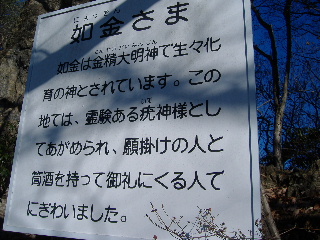 如金さま
如金は金精大明神で生々化
育の神とされています。この
地では、霊験ある疣神様とし
てあがめられ、願掛けの人と
筒酒を持って御礼にくる人で
にぎわいました。